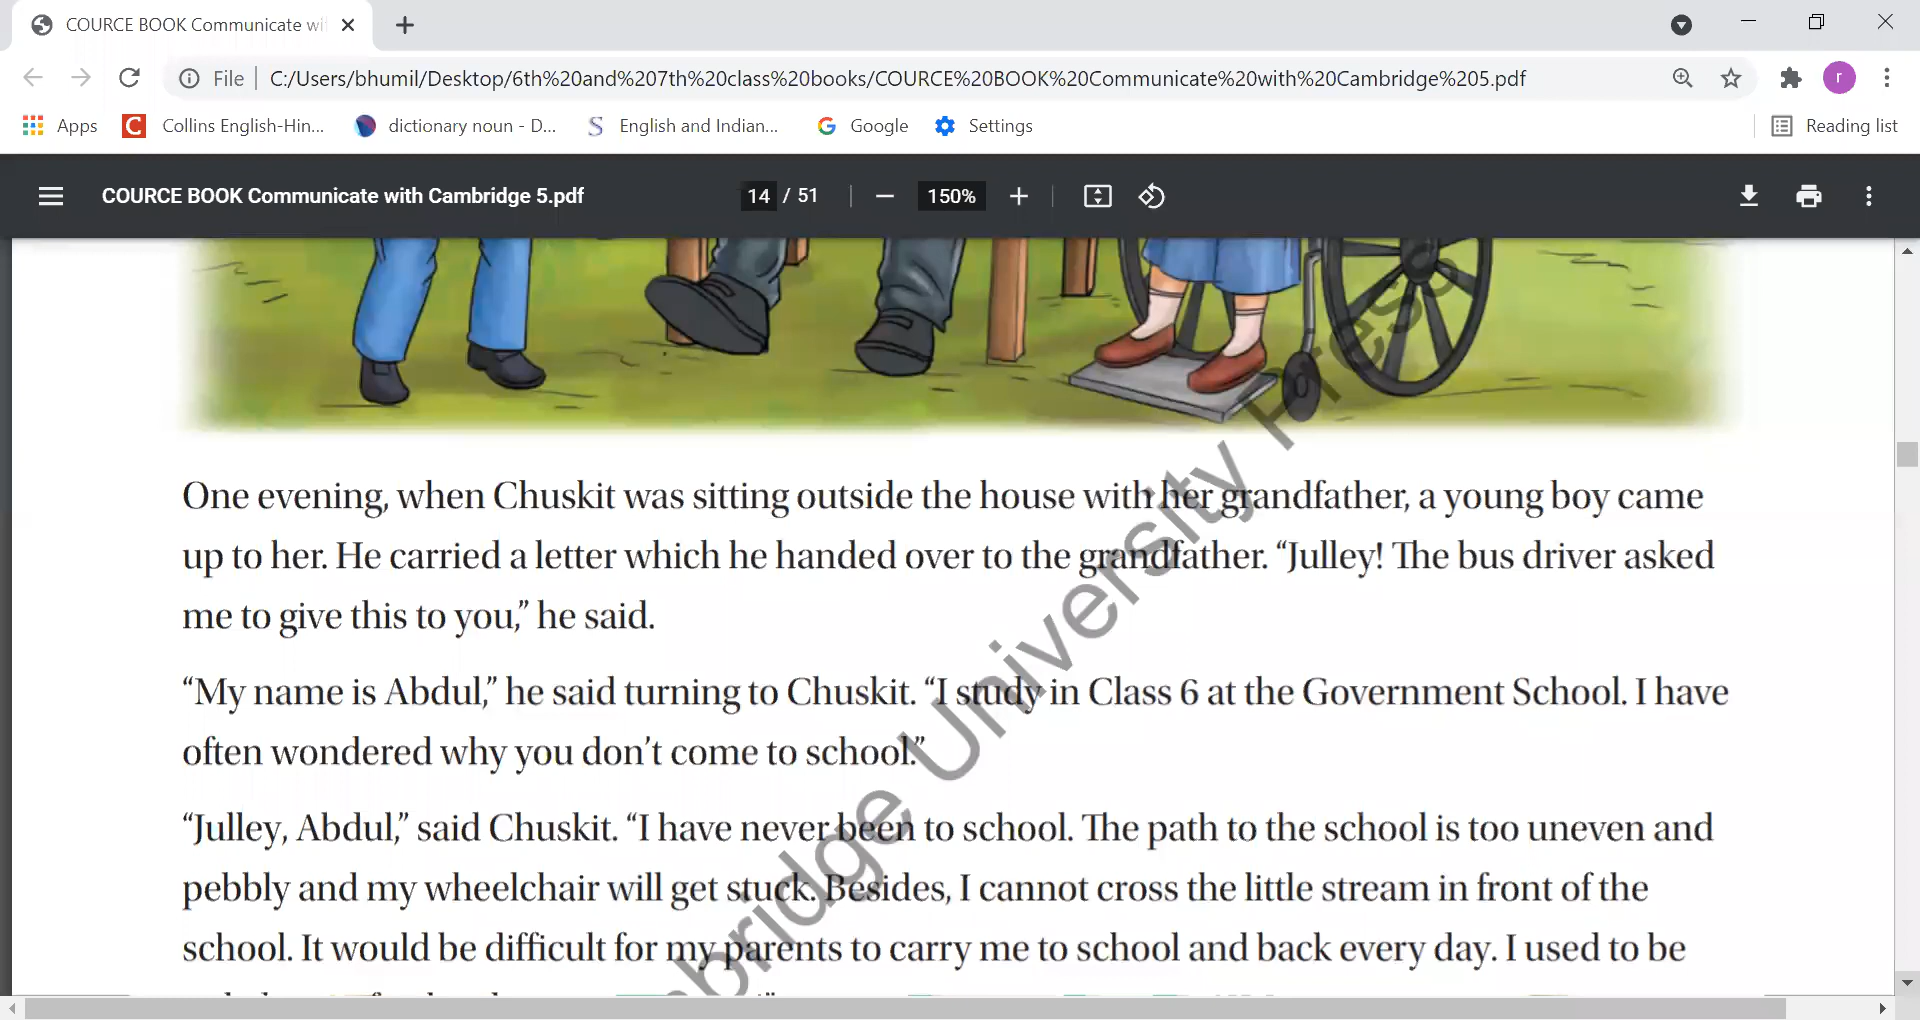 COURCE BOOK Communicate wi
File
C:/Users/bhumil/Desktop/6th%20and%207th%20class%20books/COURCE%20BOOK%20Communicate%20with%20Cambridge%205.pdf
r
Apps
C
Collins English-Hin...
dictionary noun - D...
S
English and Indian...
G
Google
Settings
Reading list
COURCE BOOK Communicate with Cambridge 5.pdf
14 / 51
150%
One evening, when Chuskit was sitting outside the house with her grandfather, a young boy came
up to her. He carried a letter which he handed over to the grandfather. “Julley! The bus driver asked
me to give this to you,” he said.
“My name is Abdul,” he said turning to Chuskit. “I study in Class 6 at the Government School. I have
often wondered why you don’t come to school.”
“Julley, Abdul,” said Chuskit. “I have never been to school. The path to the school is too uneven and
pebbly and my wheelchair will get stuck. Besides, I cannot cross the little stream in front of the
school. It would be difficult for my parents to carry me to school and back every day. I used to be
bridge University Press